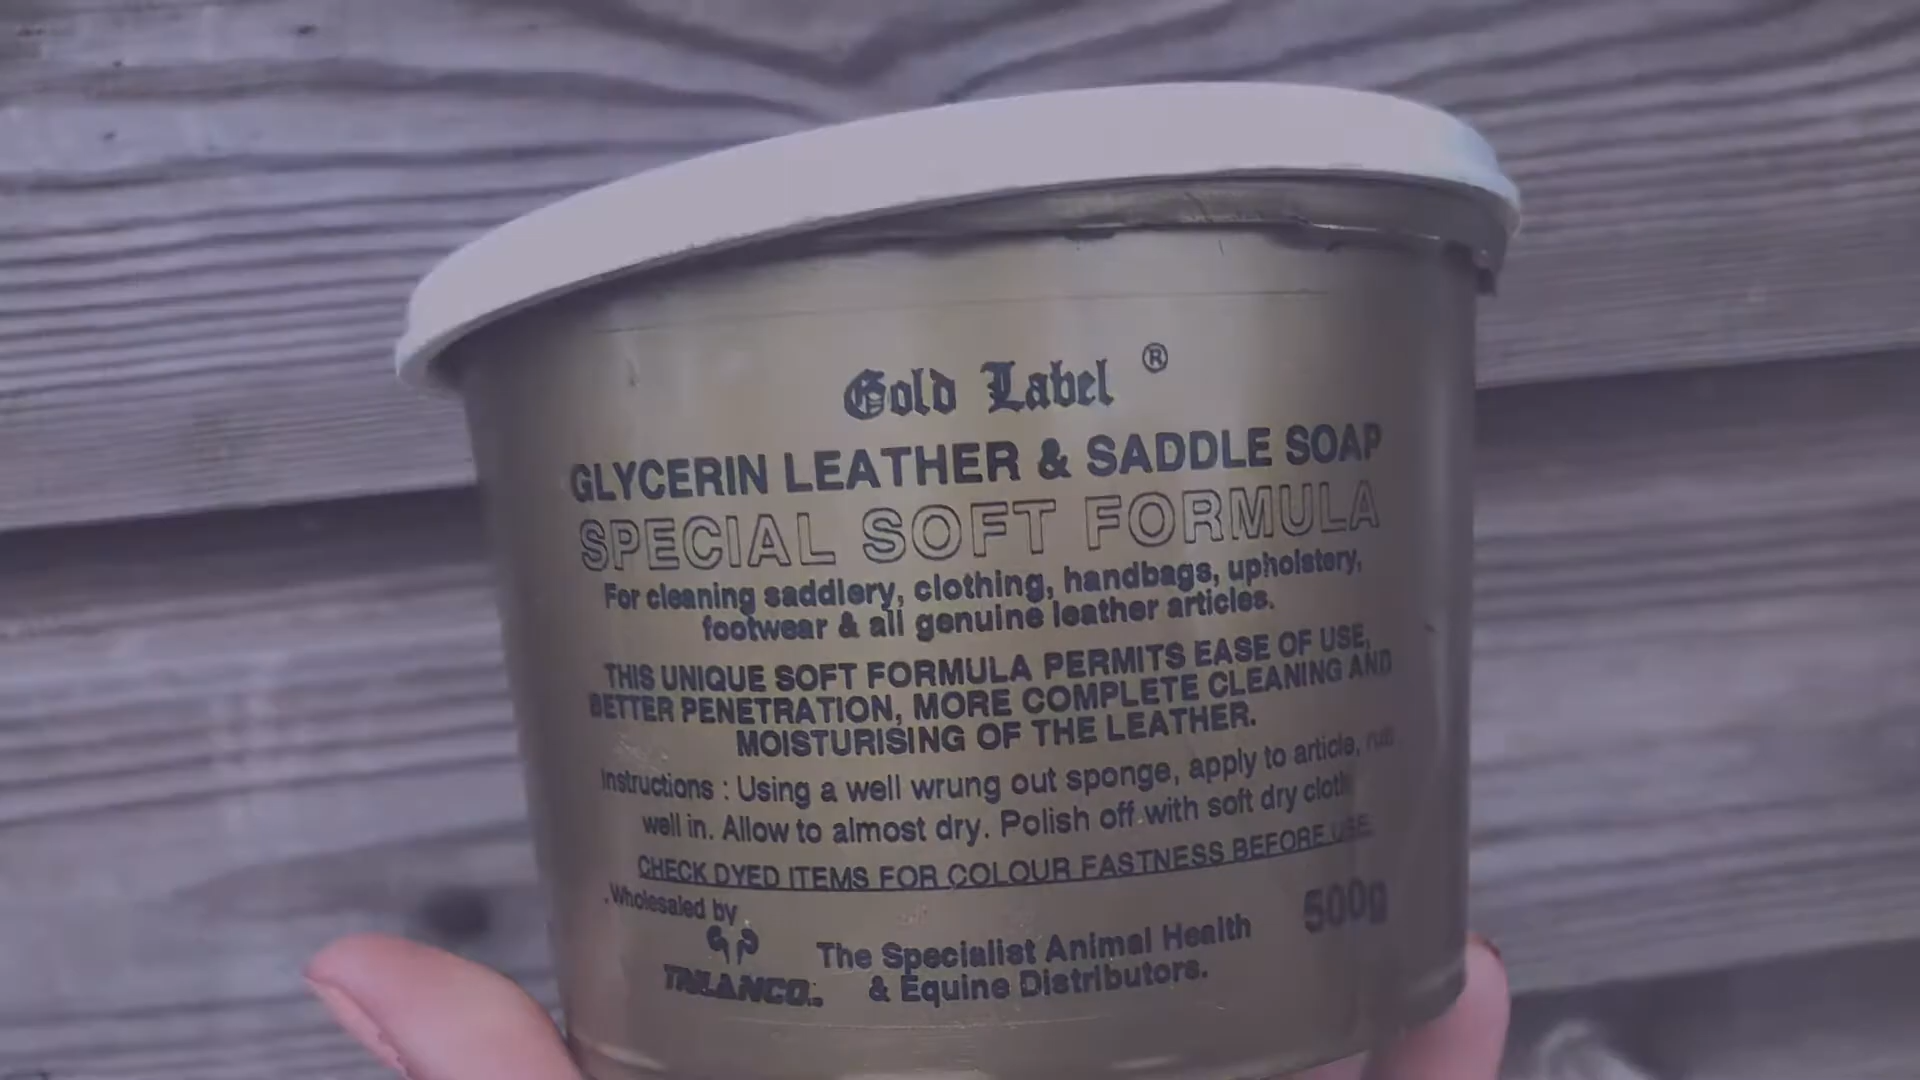 Gold Label ®
GLYCERIN LEATHER & SADDLE SOAP
SPECIAL SOFT FORMULA
For cleaning saddlery, clothing, handbags, upholstery,
footwear & all genuine leather articles.
THIS UNIQUE SOFT FORMULA PERMITS EASE OF USE,
BETTER PENETRATION, MORE COMPLETE CLEANING AND
MOISTURISING OF THE LEATHER.
Instructions : Using a well wrung out sponge, apply to article, rub
well in. Allow to almost dry. Polish off with soft dry cloth
CHECK DYED ITEMS FOR COLOUR FASTNESS BEFORE USE
Wholesaled by
TRILANCO
The Specialist Animal Health
& Equine Distributors.
500g